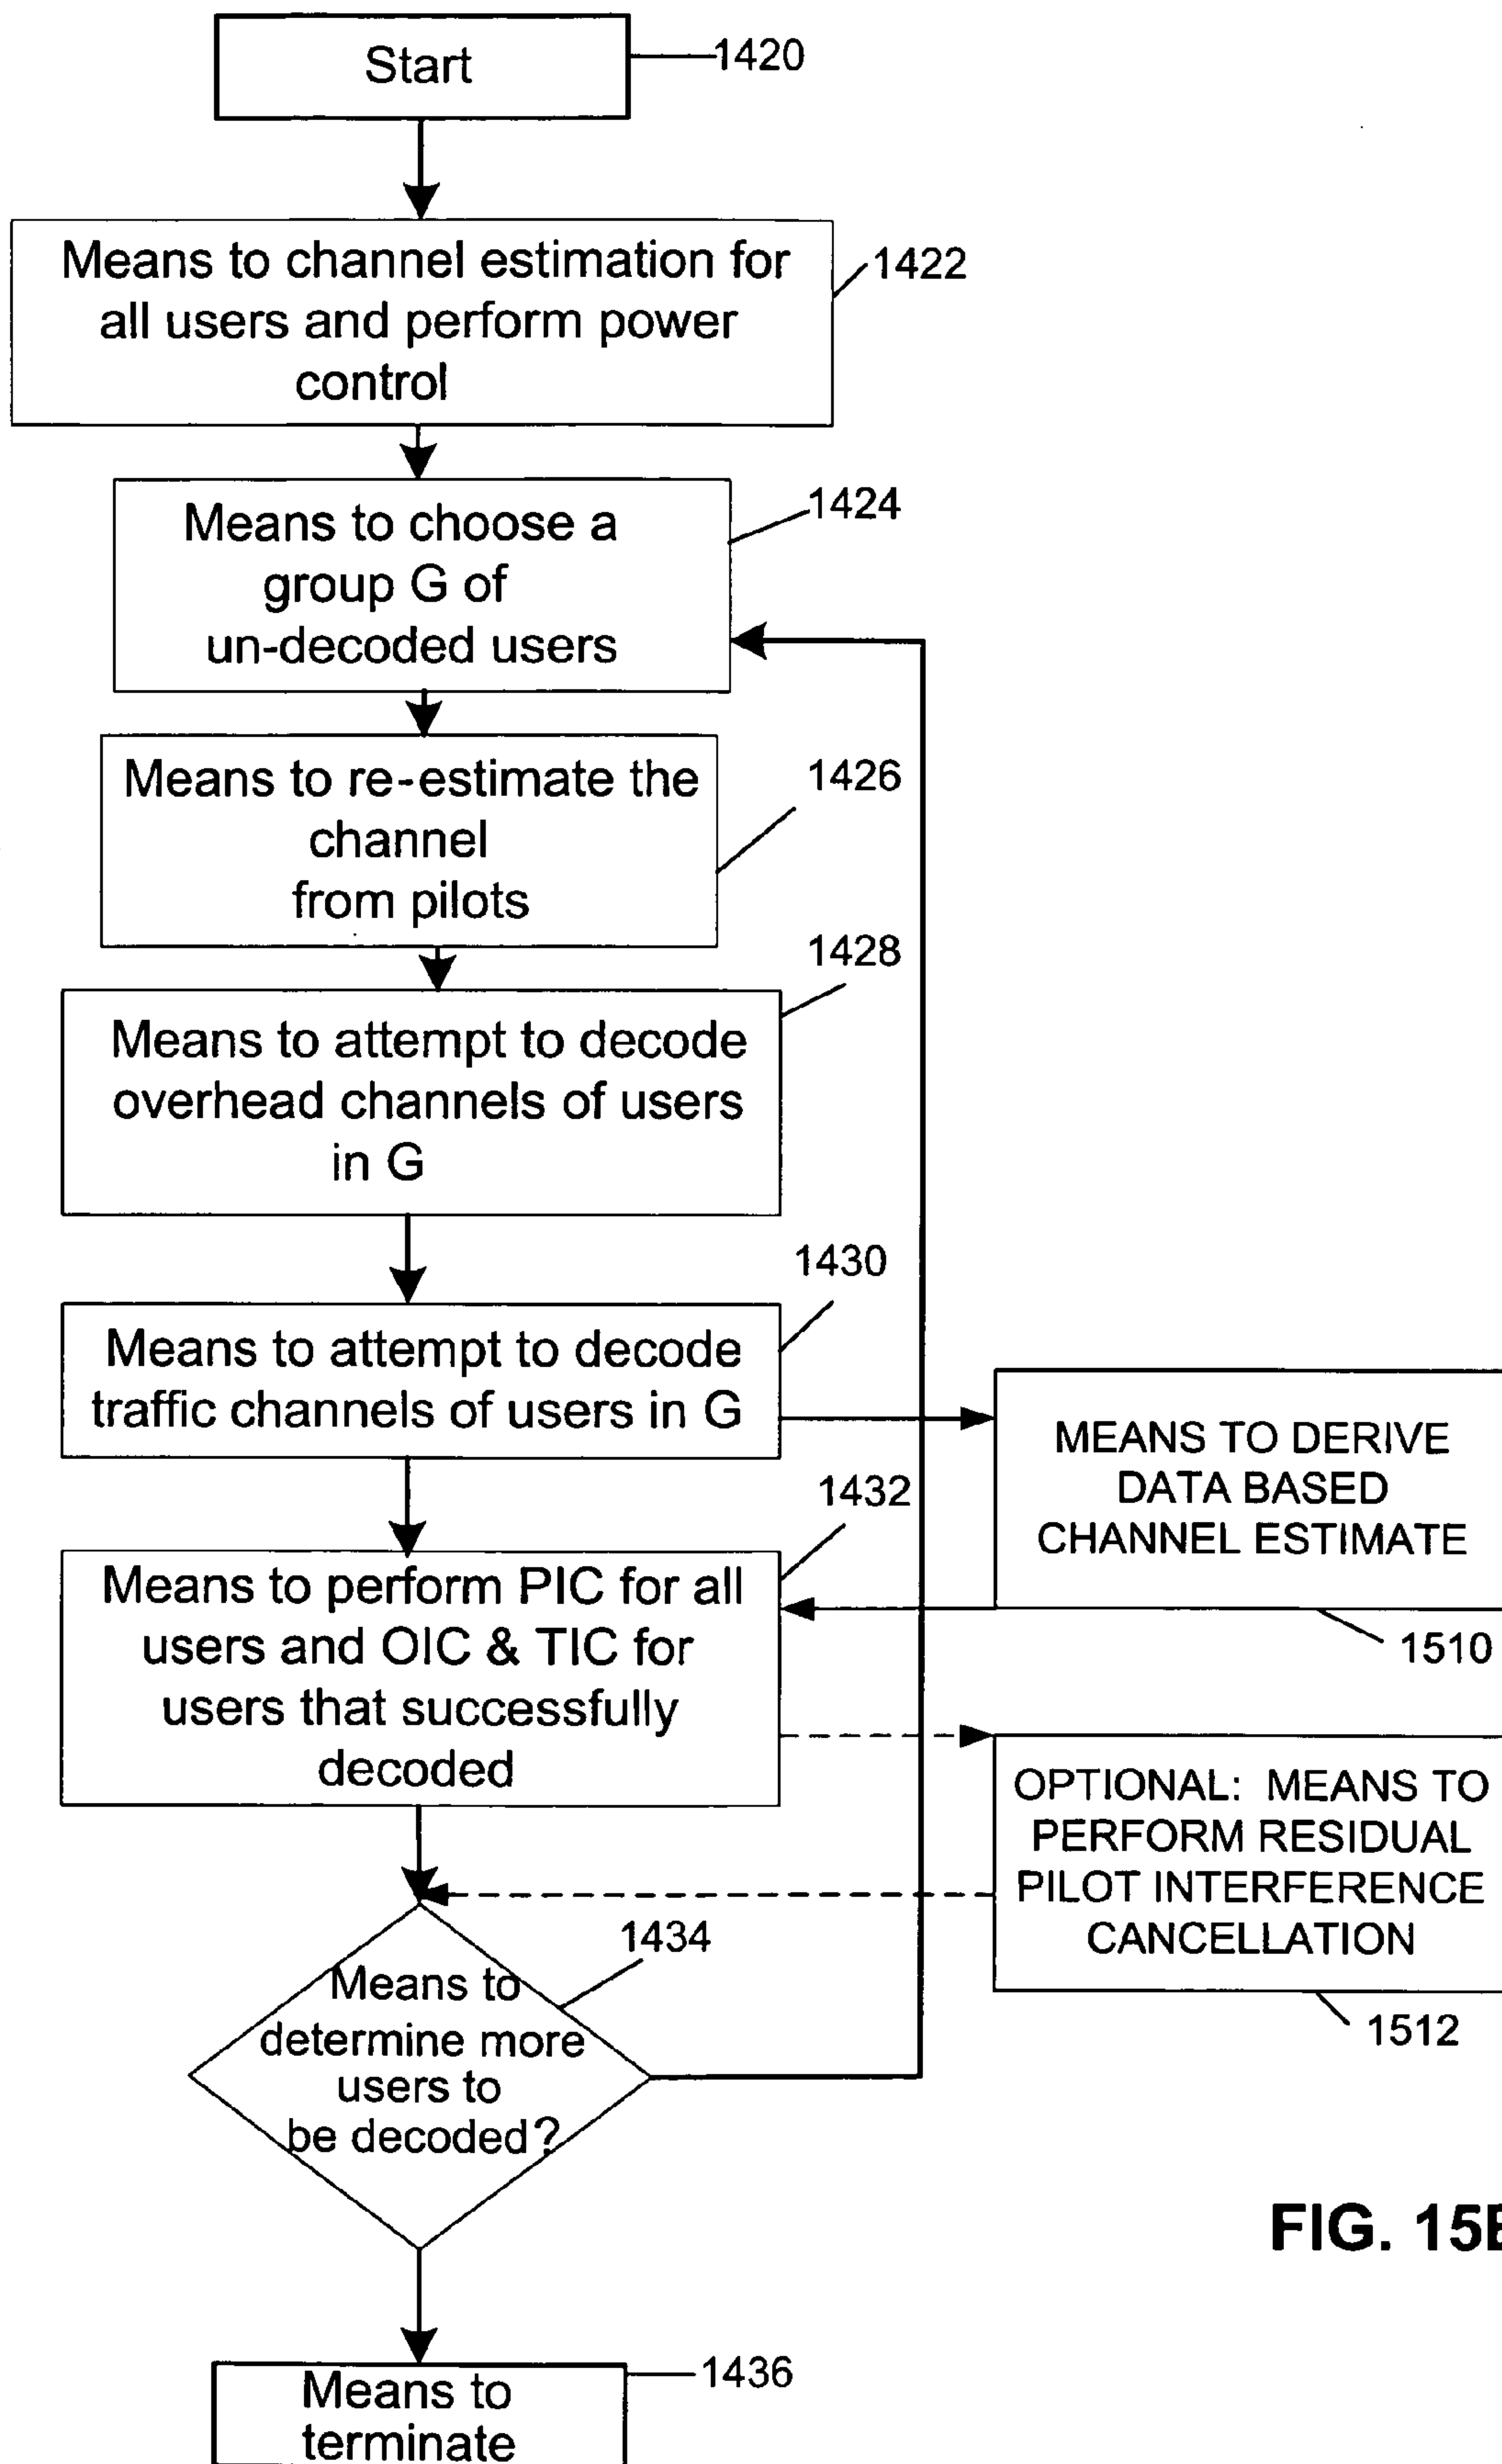 Start
1420
Means to channel estimation for
all users and perform power
control
1422
Means to choose a
group G of
un-decoded users
1424
Means to re-estimate the
channel
from pilots
1426
Means to attempt to decode
overhead channels of users
in G
1428
Means to attempt to decode
traffic channels of users in G
1430
MEANS TO DERIVE
DATA BASED
CHANNEL ESTIMATE
1510
Means to perform PIC for all
users and OIC & TIC for
users that successfully
decoded
1432
OPTIONAL: MEANS TO
PERFORM RESIDUAL
PILOT INTERFERENCE
CANCELLATION
1512
Means to
determine more
users to
be decoded?
1434
FIG. 15
Means to
terminate
1436